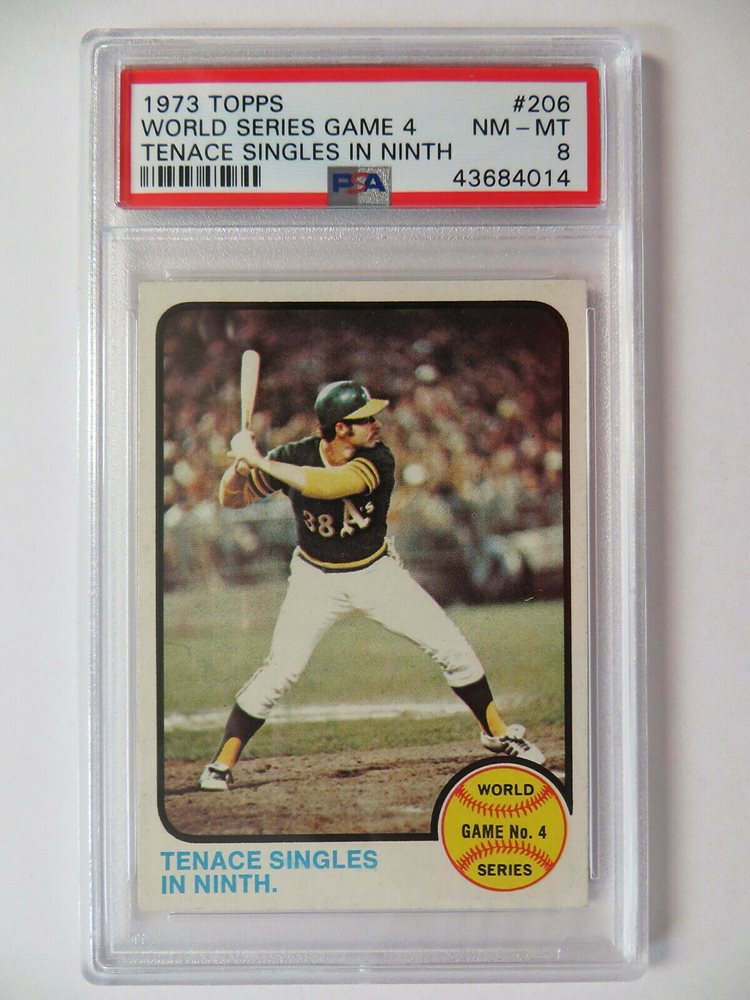 1973 TOPPS #206
WORLD SERIES GAME 4 NM - MT
TENACE SINGLES IN NINTH 8
PSA 43684014
38 A's
WORLD
GAME No. 4
SERIES
TENACE SINGLES
IN NINTH.